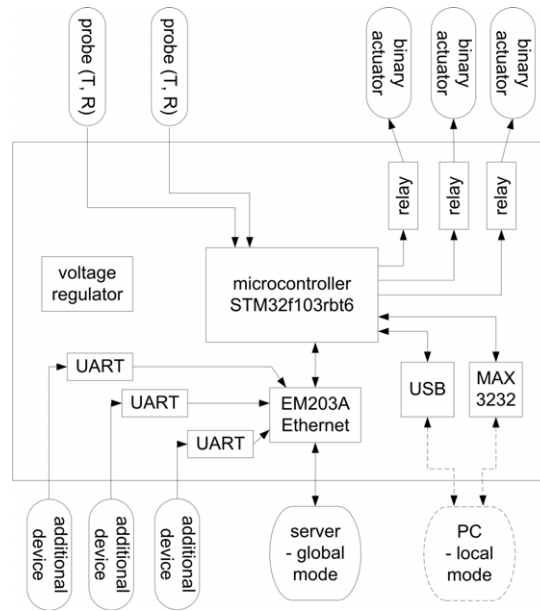 probe (T, R)
probe (T, R)
binary
actuator
binary
actuator
binary
actuator
relay
relay
relay
voltage
regulator
microcontroller
STM32f103rbt6
UART
UART
UART
EM203A
Ethernet
USB
MAX
3232
additional
device
additional
device
additional
device
server
- global
mode
PC
- local
mode